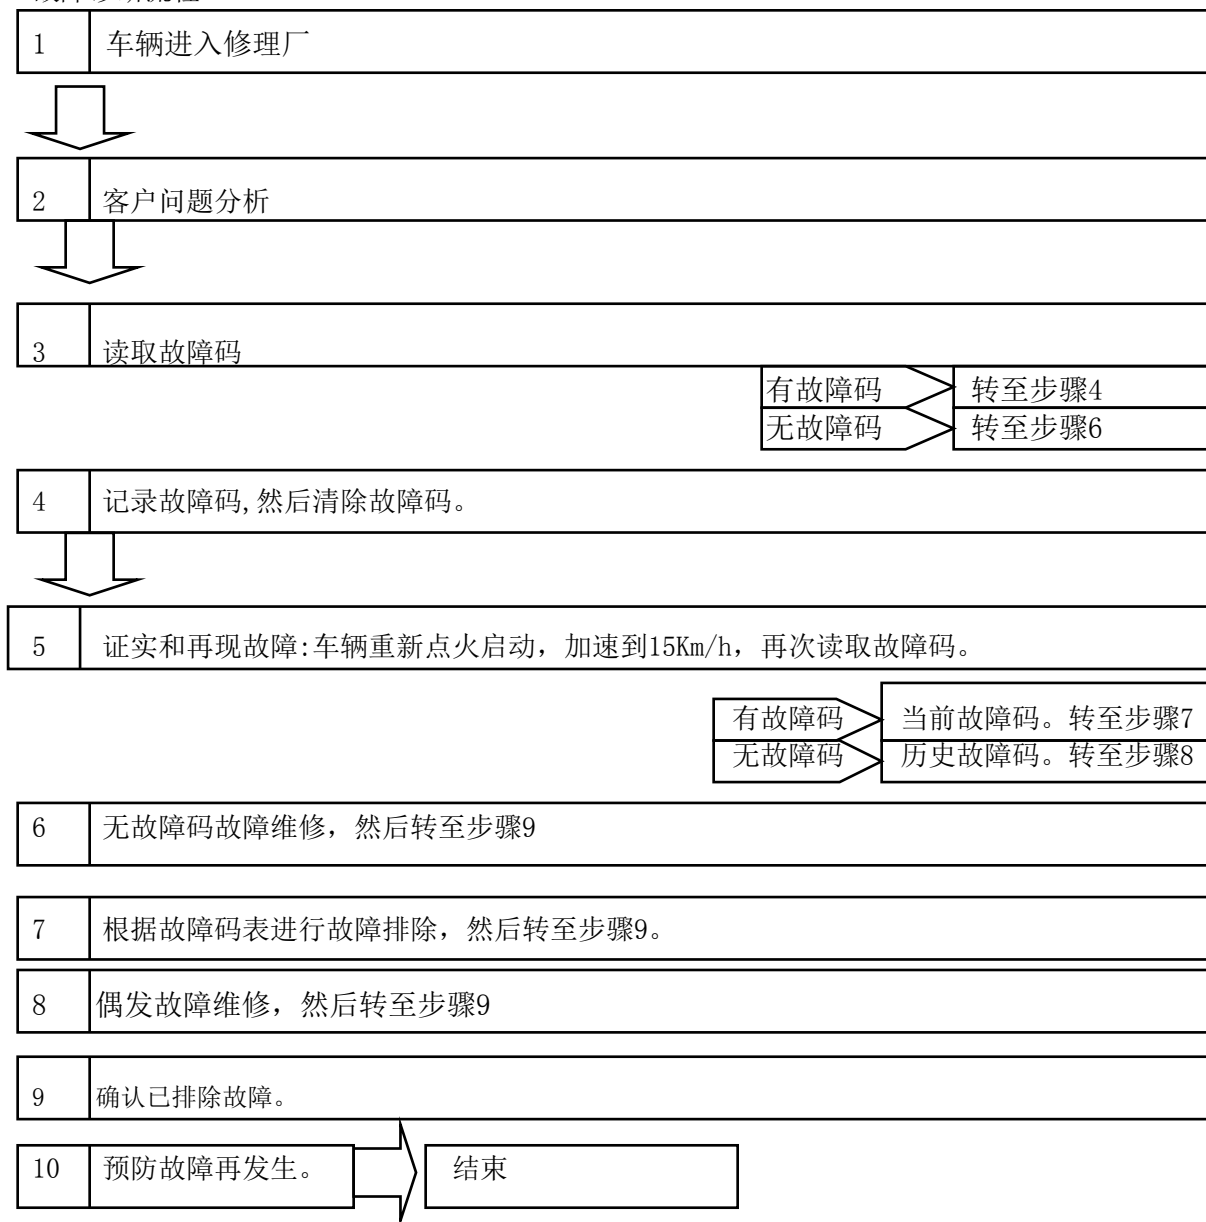 1 车辆进入修理厂
2 客户问题分析
3 读取故障码
有故障码 转至步骤4
无故障码 转至步骤6
4 记录故障码,然后清除故障码。
5 证实和再现故障:车辆重新点火启动，加速到15Km/h，再次读取故障码。
有故障码 当前故障码。转至步骤7
无故障码 历史故障码。转至步骤8
6 无故障码故障维修，然后转至步骤9
7 根据故障码表进行故障排除，然后转至步骤9。
8 偶发故障维修，然后转至步骤9
9 确认已排除故障。
10 预防故障再发生。 结束